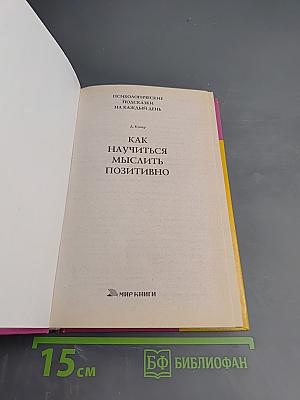 ПСИХОЛОГИЧЕСКИЕ
ПОДСКАЗКИ
НА КАЖДЫЙ ДЕНЬ
КАК
НАУЧИТЬСЯ
МЫСЛИТЬ
ПОЗИТИВНО
МИР КНИГИ
15 см
БФ БИБЛИОФАН